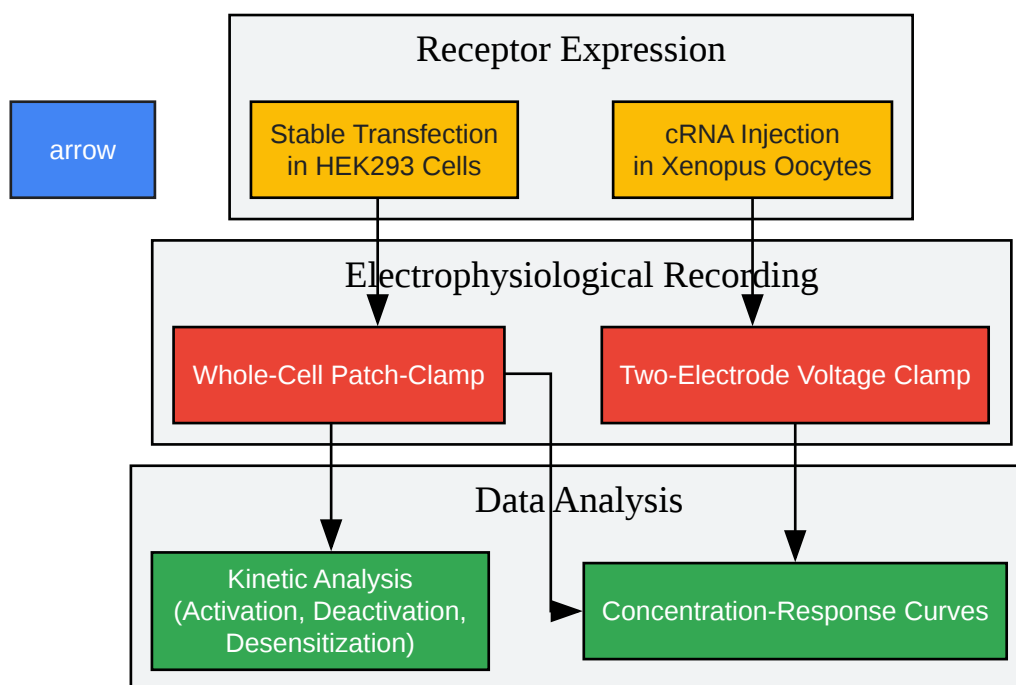 Receptor Expression
arrow
Stable Transfection
in HEK293 Cells
cRNA Injection
in Xenopus Oocytes
Electrophysiological Recording
Whole-Cell Patch-Clamp
Two-Electrode Voltage Clamp
Data Analysis
Kinetic Analysis
(Activation, Deactivation,
Desensitization)
Concentration-Response Curves